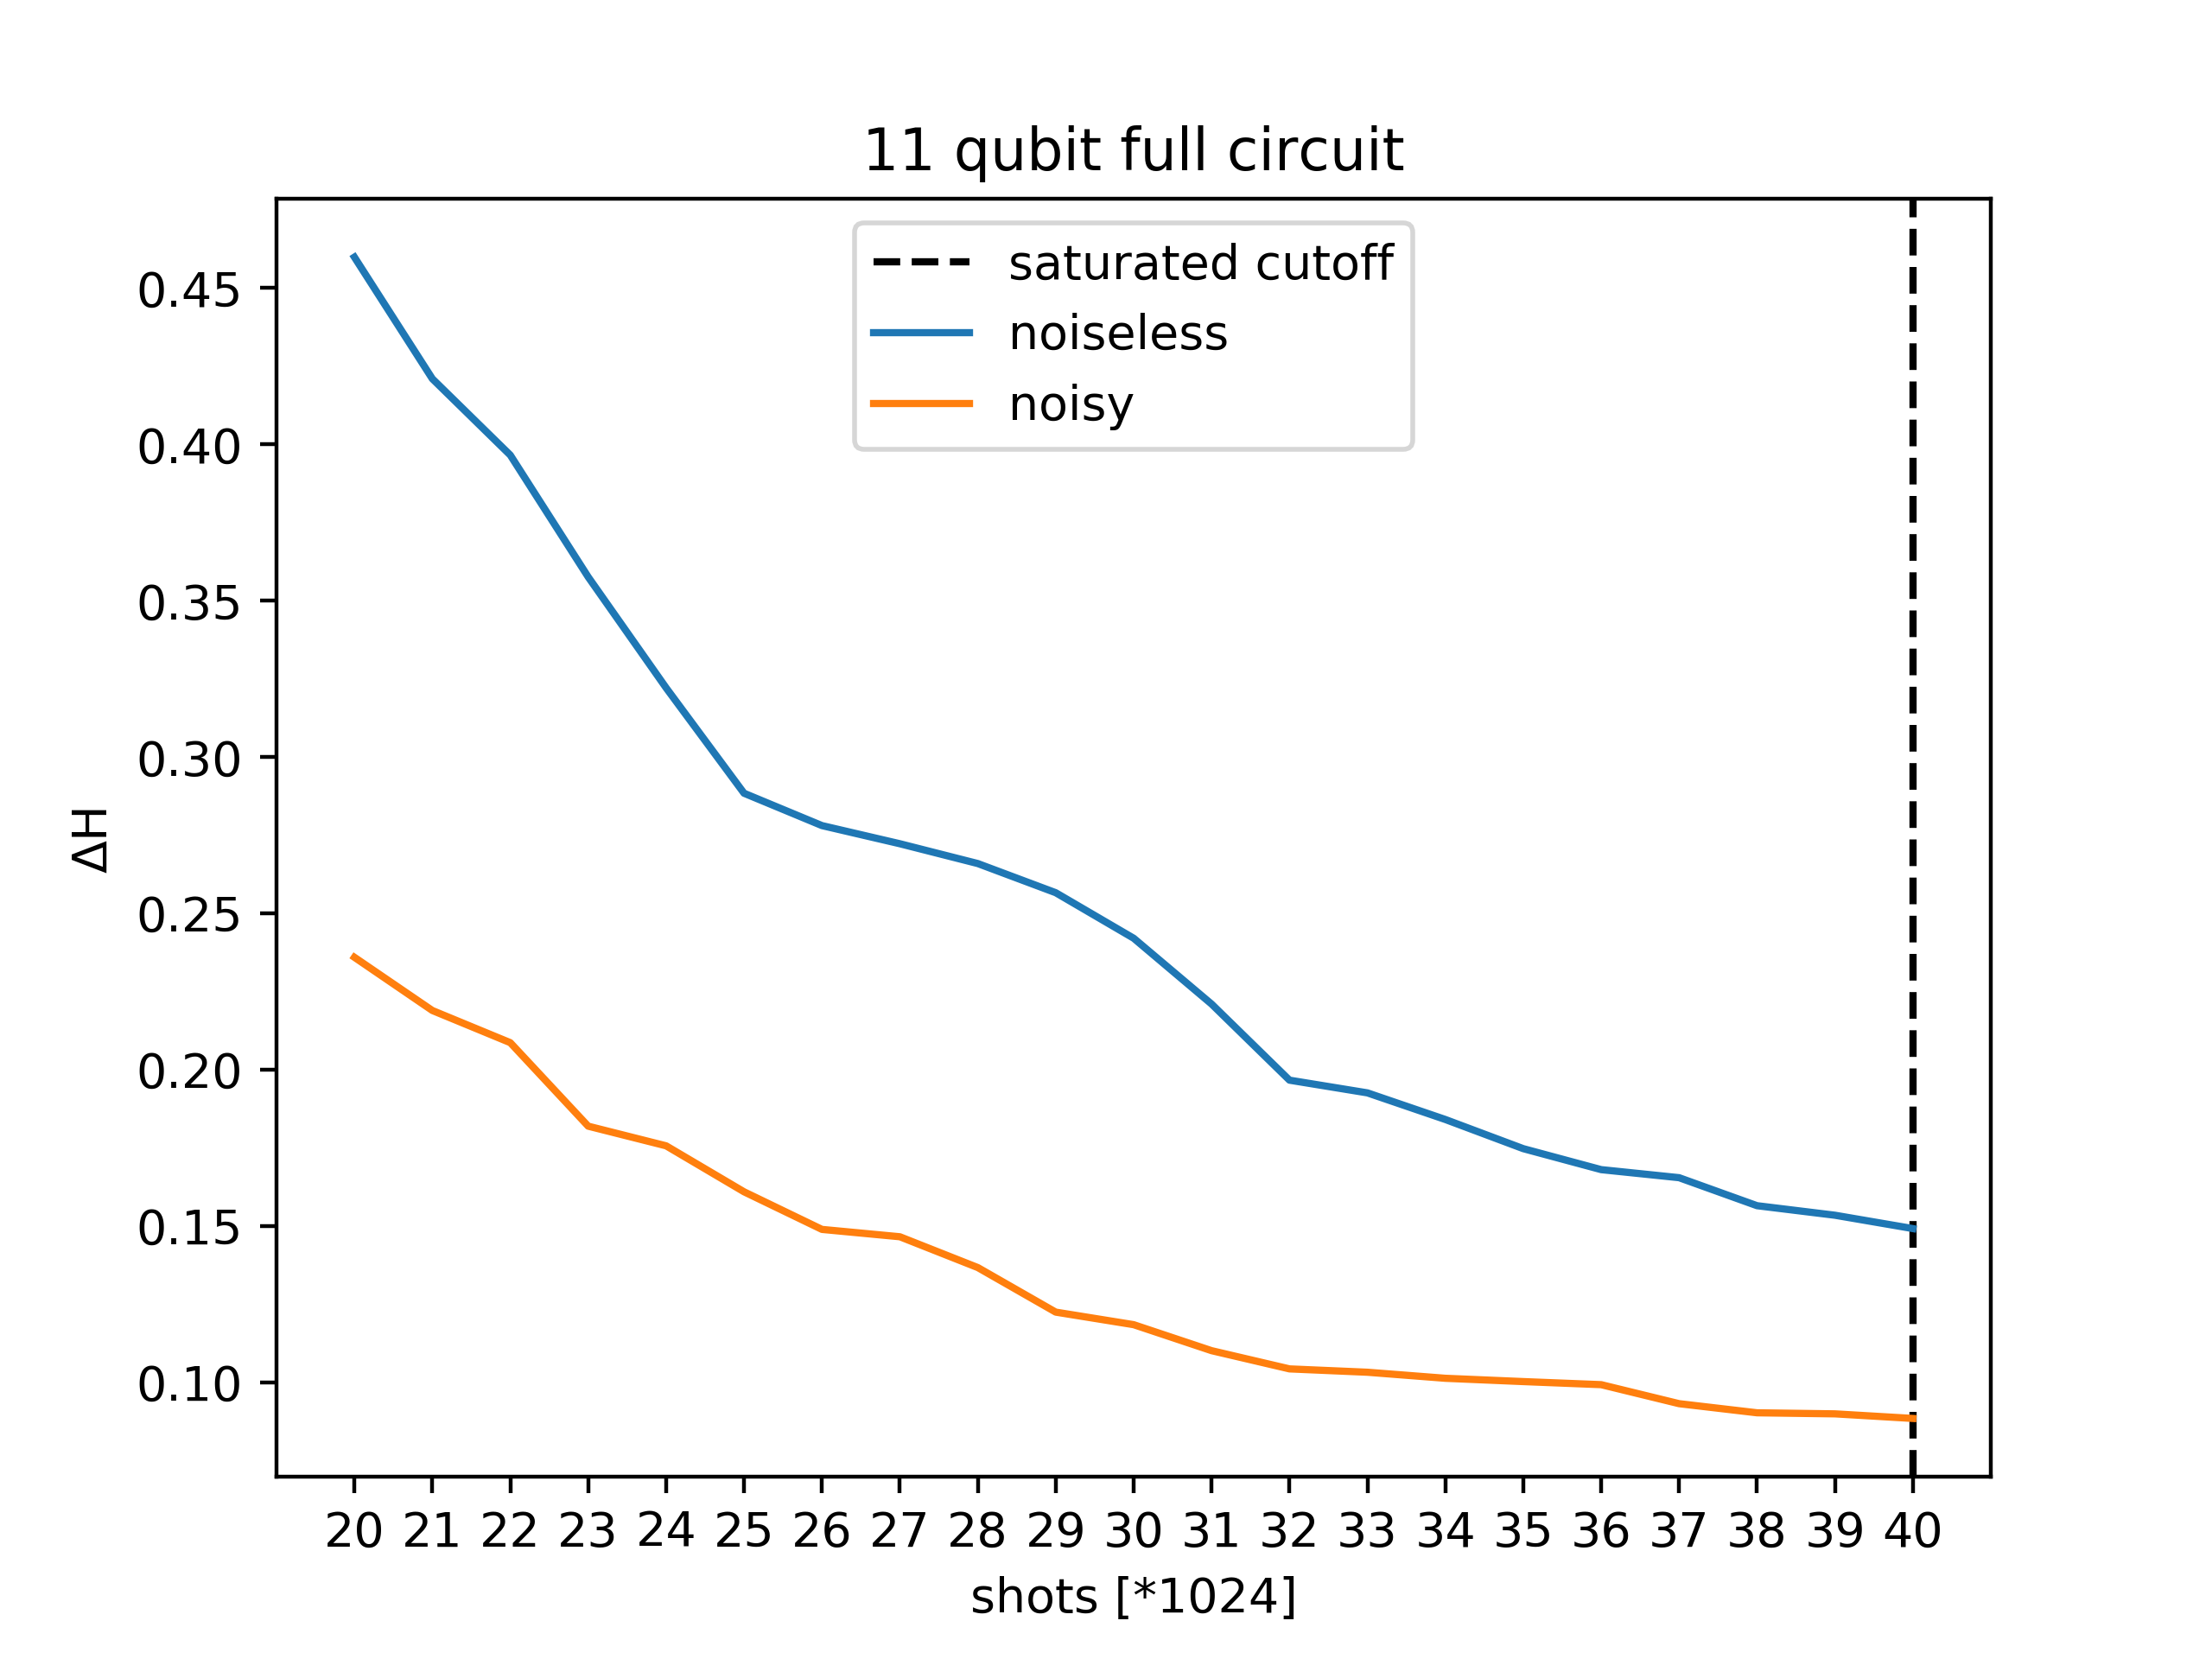 11 qubit full circuit
saturated cutoff
noiseless
noisy
0.45
0.40
0.35
0.30
0.25
0.20
0.15
0.10
ΔH
20 21 22 23 24 25 26 27 28 29 30 31 32 33 34 35 36 37 38 39 40
shots [*1024]